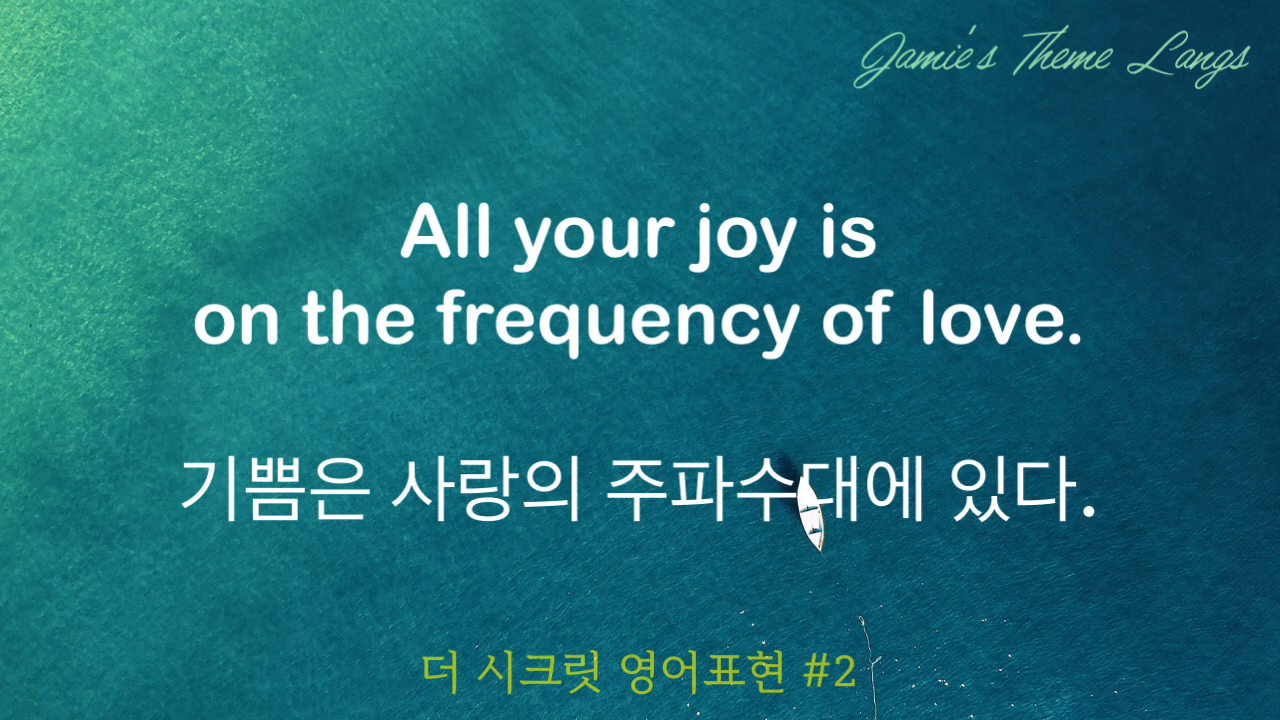 Jamie's Theme Langs
All your joy is
on the frequency of love.
기쁨은 사랑의 주파수대에 있다.
더 시크릿 영어표현 #2